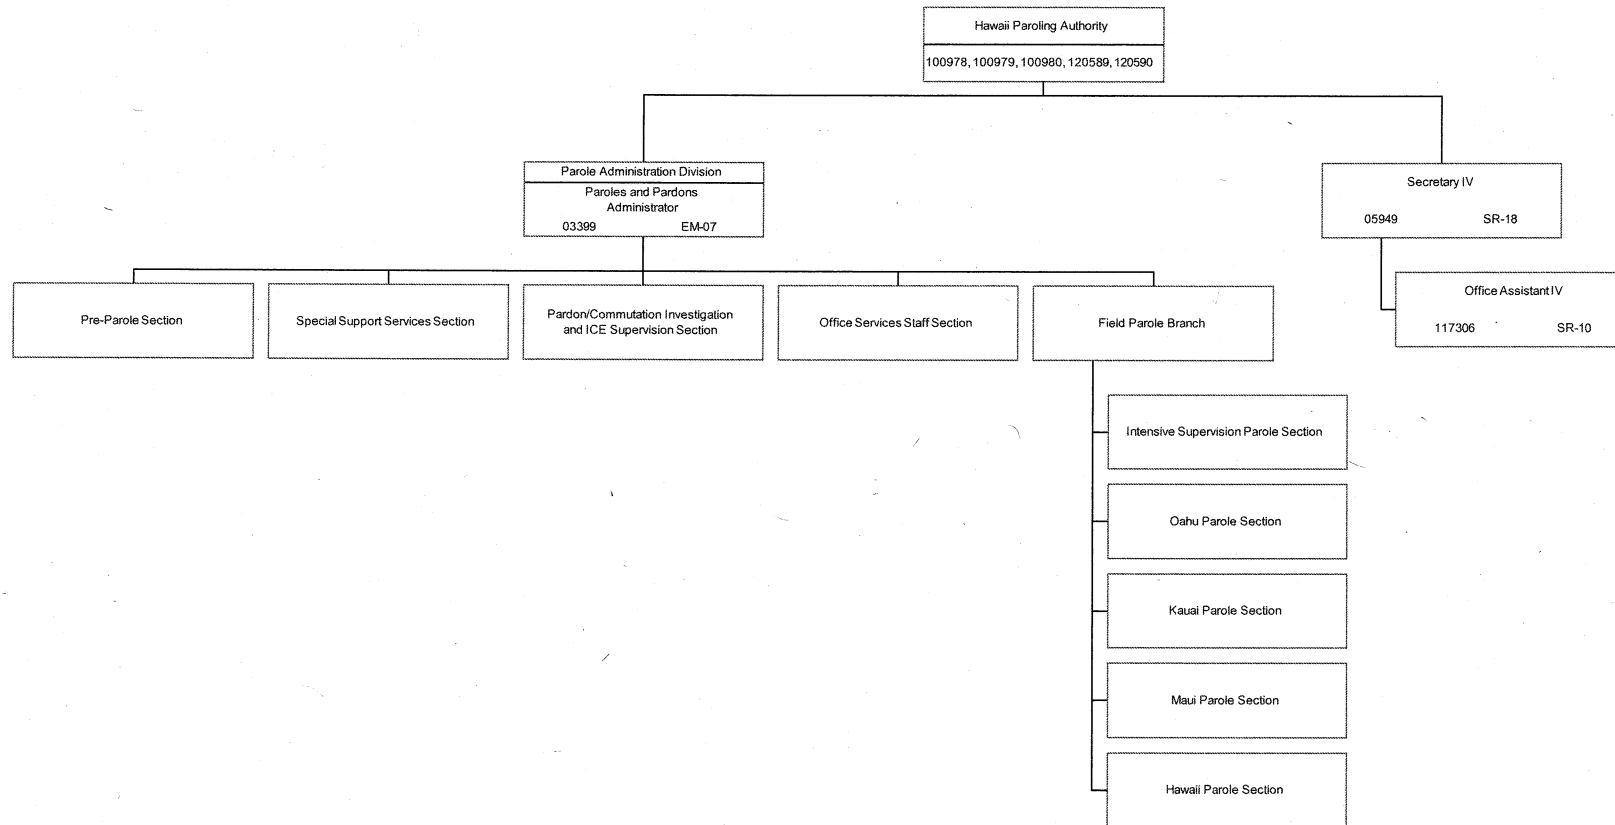 Hawaii Paroling Authority
100978, 100979, 100980, 120589, 120590
Parole Administration Division
Paroles and Pardons
Administrator
03399 EM-07
Secretary IV
05949 SR-18
Office Assistant IV
117306 SR-10
Pre-Parole Section
Special Support Services Section
Pardon/Commutation Investigation
and ICE Supervision Section
Office Services Staff Section
Field Parole Branch
Intensive Supervision Parole Section
Oahu Parole Section
Kauai Parole Section
Maui Parole Section
Hawaii Parole Section